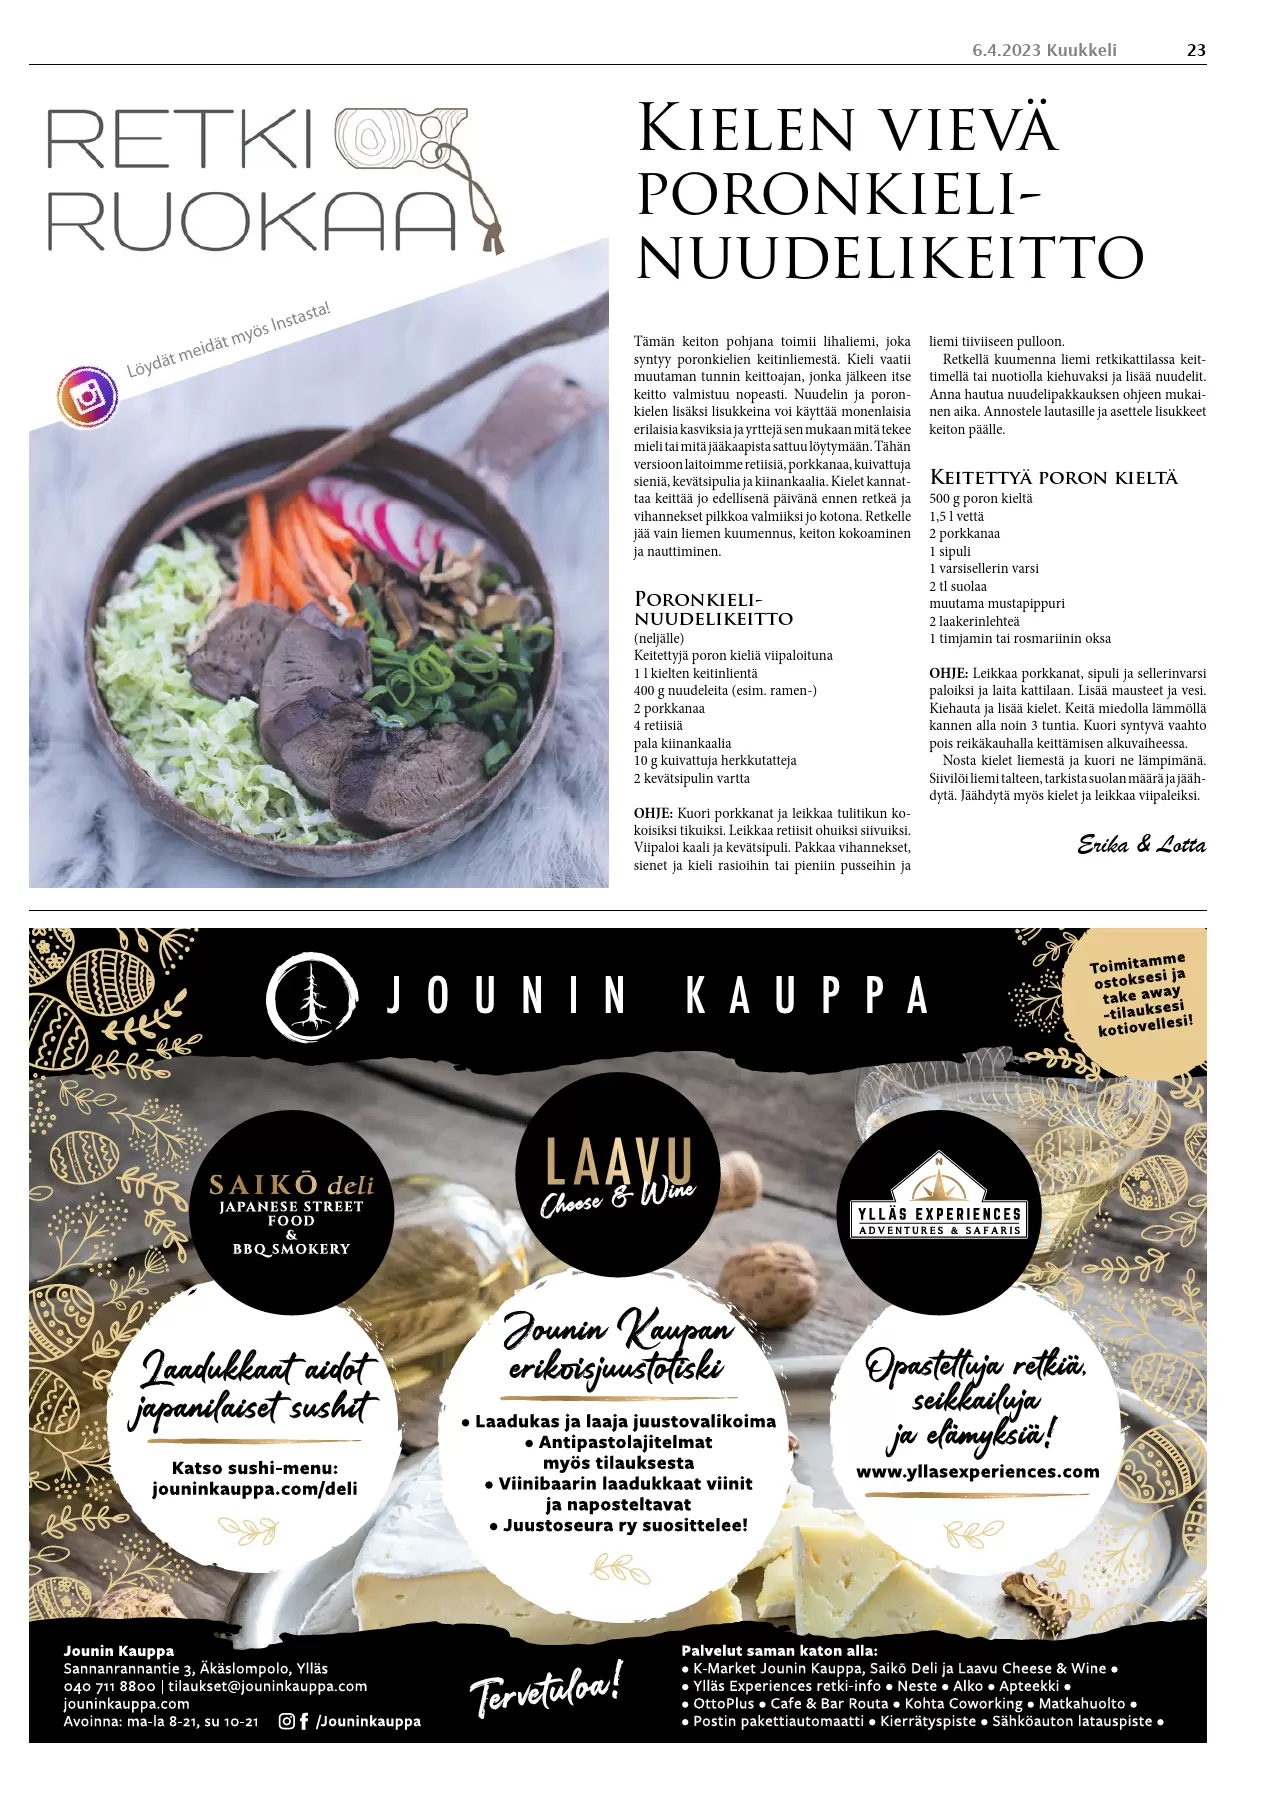 6.4.2023 Kuukkeli 23
RETKI
RUOKAA
Löydät meidät myös Instasta!
Kielen vievä
poronkieli-
nuudelikeitto
Tämän keiton pohjana toimii lihaliemi, joka
syntyy poronkielien keitinliemestä. Kieli vaatii
muutaman tunnin keittoajan, jonka jälkeen itse
keitto valmistuu nopeasti. Nuudelin ja poron-
kielen lisäksi lisukkeina voi käyttää monenlaisia
erilaisia kasviksia ja yrttejä sen mukaan mitä tekee
mieli tai mitä jääkaapista sattuu löytymään. Tähän
versioon laitoimme retiisiä, porkkanaa, kuivattuja
sieniä, kevätsipulia ja kiinankaalia. Kielet kannat-
taa keittää jo edellisenä päivänä ennen retkeä ja
vihannekset pilkkoa valmiiksi jo kotona. Retkelle
jää vain liemen kuumennus, keiton kokoaminen
ja nauttiminen.
Poronkieli-
nuudelikeitto
(neljälle)
Keitettyjä poron kieliä viipaloituna
1 l kielten keitinlientä
400 g nuudeleita (esim. ramen-)
2 porkkanaa
4 retiisiä
pala kiinankaalia
10 g kuivattuja herkkutatteja
2 kevätsipulin vartta
OHJE: Kuori porkkanat ja leikkaa tulitikun ko-
koisiksi tikuiksi. Leikkaa retiisit ohuiksi siivuiksi.
Viipaloi kaali ja kevätsipuli. Pakkaa vihannekset,
sienet ja kieli rasioihin tai pieniin pusseihin ja
liemi tiiviiseen pulloon.
Retkellä kuumenna liemi retkikattilassa keit-
timellä tai nuotiolla kiehuvaksi ja lisää nuudelit.
Anna hautua nuudelipakkauksen ohjeen mukai-
nen aika. Annostele lautasille ja asettele lisukkeet
keiton päälle.
Keitettyä poron kieltä
500 g poron kieltä
1,5 l vettä
2 porkkanaa
1 sipuli
1 varsisellerin varsi
2 tl suolaa
muutama mustapippuri
2 laakerinlehteä
1 timjamin tai rosmariinin oksa
OHJE: Leikkaa porkkanat, sipuli ja sellerinvarsi
paloiksi ja laita kattilaan. Lisää mausteet ja vesi.
Kiehauta ja lisää kielet. Keitä miedolla lämmöllä
kannen alla noin 3 tuntia. Kuori syntyvä vaahto
pois reikäkauhalla keittämisen alkuvaiheessa.
Nosta kielet liemestä ja kuori ne lämpimänä.
Siivilöi liemi talteen, tarkista suolan määrä ja jääh-
dytä. Jäähdytä myös kielet ja leikkaa viipaleiksi.
Erika & Lotta
JOUNIN KAUPPA
Toimitamme
ostoksesi ja
take away
-tilauksesi
kotiovellesi!
SAIKŌ deli
JAPANESE STREET
FOOD
&
BBQ SMOKERY
Laadukkaat aidot
japanilaiset sushit
Katso sushi-menu:
jouninkauppa.com/deli
LAAVU
Cheese & Wine
Jounin Kaupan
erikoisjuustotiski
● Laadukas ja laaja juustovalikoima
● Antipastolajitelmat
myös tilauksesta
● Viinibaarin laadukkaat viinit
ja naposteltavat
● Juustoseura ry suosittelee!
N
YLLÄS EXPERIENCES
ADVENTURES & SAFARIS
Opastettuja retkiä,
seikkailuja
ja elämyksiä!
www.yllasexperiences.com
Jounin Kauppa
Sannanrannantie 3, Äkäslompolo, Ylläs
040 711 8800 | tilaukset@jouninkauppa.com
jouninkauppa.com
Avoinna: ma-la 8-21, su 10-21 /Jouninkauppa
Tervetuloa!
Palvelut saman katon alla:
● K-Market Jounin Kauppa, Saikō Deli ja Laavu Cheese & Wine ●
● Ylläs Experiences retki-info ● Neste ● Alko ● Apteekki ●
● OttoPlus ● Cafe & Bar Routa ● Kohta Coworking ● Matkahuolto ●
● Postin pakettiautomaatti ● Kierrätyspiste ● Sähköauton latauspiste ●